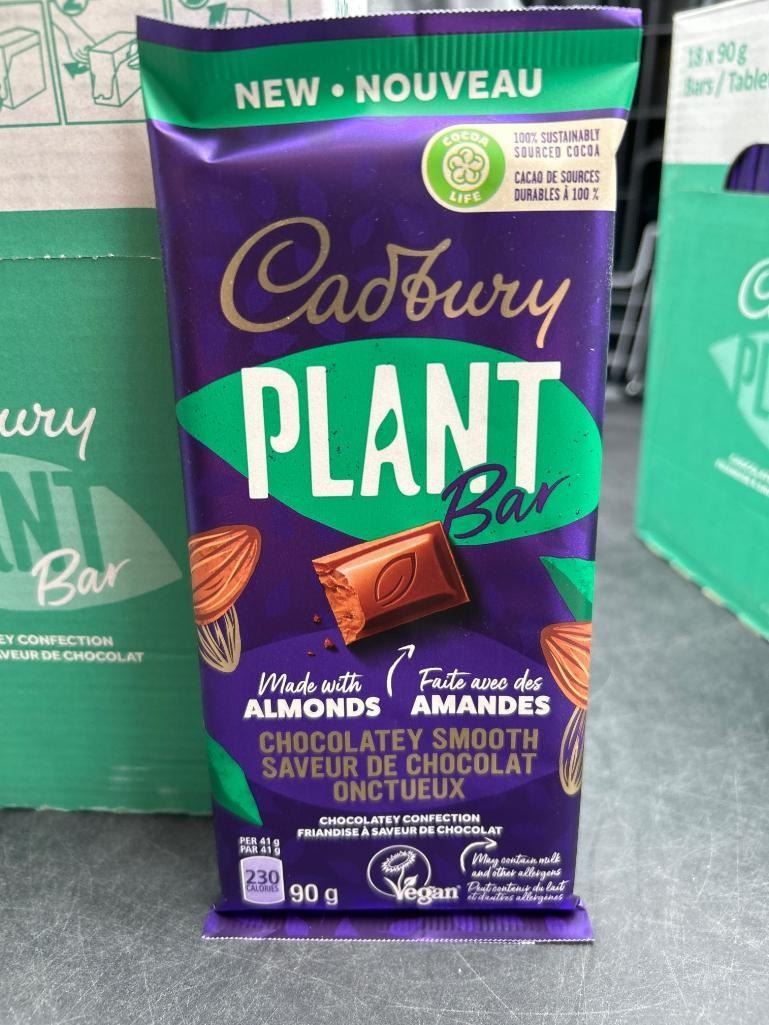 NEW • NOUVEAU
COCOA
LIFE
100% SUSTAINABLY
SOURCED COCOA
CACAO DE SOURCES
DURABLES À 100 %
Cadbury
PLANT
Bar
Made with
ALMONDS
Faite avec des
AMANDES
CHOCOLATEY SMOOTH
SAVEUR DE CHOCOLAT
ONCTUEUX
CHOCOLATEY CONFECTION
FRIANDISE À SAVEUR DE CHOCOLAT
PER 41 g
PAR 41 g
230
CALORIES
90 g
Vegan
May contain milk
and other allergens
Peut contenir du lait
et d'autres allergènes
ury
ANT
Bar
EY CONFECTION
AVEUR DE CHOCOLAT
18 x 90 g
Bars / Table
C
PL